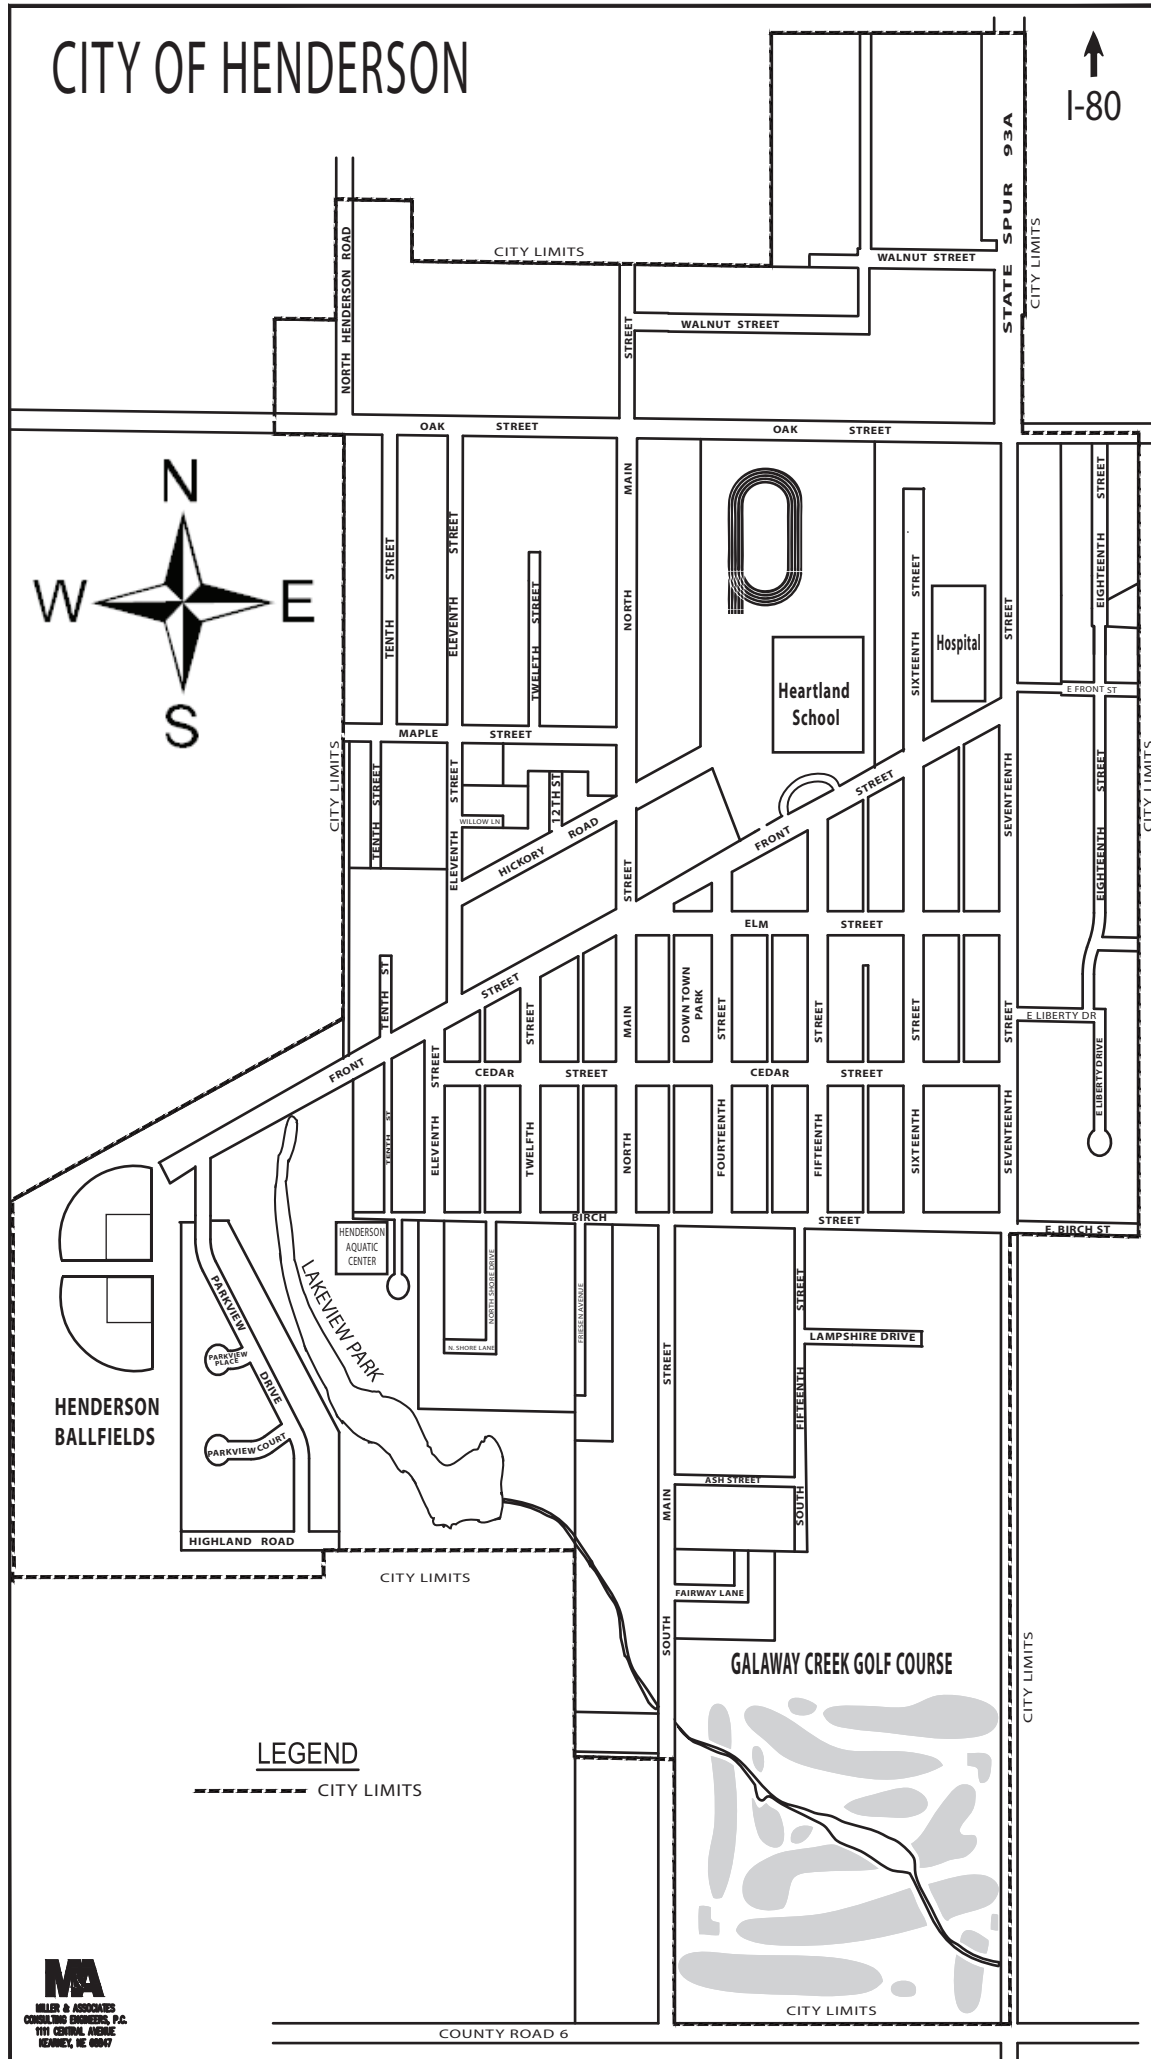 CITY OF HENDERSON
I-80
STATE SPUR 93A
CITY LIMITS
CITY LIMITS
NORTH HENDERSON ROAD
WALNUT STREET
WALNUT STREET
STREET
OAK STREET
OAK STREET
N
W E
S
MAIN
NORTH
STREET
TENTH STREET
ELEVENTH STREET
TWELFTH STREET
SIXTEENTH STREET
STREET
EIGHTEENTH STREET
Hospital
Heartland
School
E FRONT ST
MAPLE STREET
CITY LIMITS
CITY LIMITS
TENTH STREET
ELEVENTH STREET
WILLOW LN
12TH ST
HICKORY ROAD
FRONT STREET
SEVENTEENTH
EIGHTEENTH STREET
ELM STREET
TENTH ST
STREET
FRONT
STREET
STREET
MAIN
DOWN TOWN
PARK
STREET
STREET
STREET
STREET
E LIBERTY DR
E LIBERTY DRIVE
CEDAR STREET
CEDAR STREET
TENTH ST
ELEVENTH
TWELFTH
NORTH
FOURTEENTH
FIFTEENTH
SIXTEENTH
SEVENTEENTH
BIRCH STREET
E. BIRCH ST
HENDERSON
AQUATIC
CENTER
NORTH SHORE DRIVE
N. SHORE LANE
FRIESEN AVENUE
LAKEVIEW PARK
PARKVIEW DRIVE
PARKVIEW
PLACE
PARKVIEW COURT
HENDERSON
BALLFIELDS
HIGHLAND ROAD
STREET
MAIN
SOUTH
STREET
FIFTEENTH
SOUTH
LAMPSHIRE DRIVE
ASH STREET
FAIRWAY LANE
CITY LIMITS
CITY LIMITS
GALAWAY CREEK GOLF COURSE
LEGEND
CITY LIMITS
CITY LIMITS
COUNTY ROAD 6
M&A
MILLER & ASSOCIATES
CONSULTING ENGINEERS, P.C.
1111 CENTRAL AVENUE
KEARNEY, NE 68847